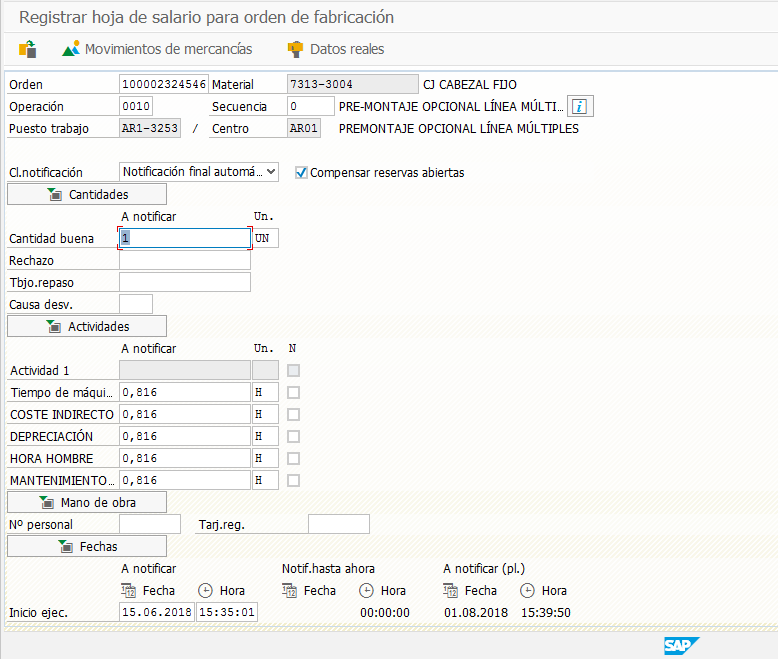 Registrar hoja de salario para orden de fabricación
Movimientos de mercancías Datos reales
Orden 100002324546 Material 7313-3004 CJ CABEZAL FIJO
Operación 0010 Secuencia 0 PRE-MONTAJE OPCIONAL LÍNEA MÚLTI...
Puesto trabajo AR1-3253 / Centro AR01 PREMONTAJE OPCIONAL LÍNEA MÚLTIPLES
Cl.notificación Notificación final automá... Compensar reservas abiertas
Cantidades
A notificar Un.
Cantidad buena 1 UN
Rechazo
Tbjo.repaso
Causa desv.
Actividades
A notificar Un. N
Actividad 1
Tiempo de máqui... 0,816 H
COSTE INDIRECTO 0,816 H
DEPRECIACIÓN 0,816 H
HORA HOMBRE 0,816 H
MANTENIMIENTO... 0,816 H
Mano de obra
Nº personal Tarj.reg.
Fechas
A notificar Notif.hasta ahora A notificar (pl.)
Fecha Hora Fecha Hora Fecha Hora
Inicio ejec. 15.06.2018 15:35:01 00:00:00 01.08.2018 15:39:50
SAP